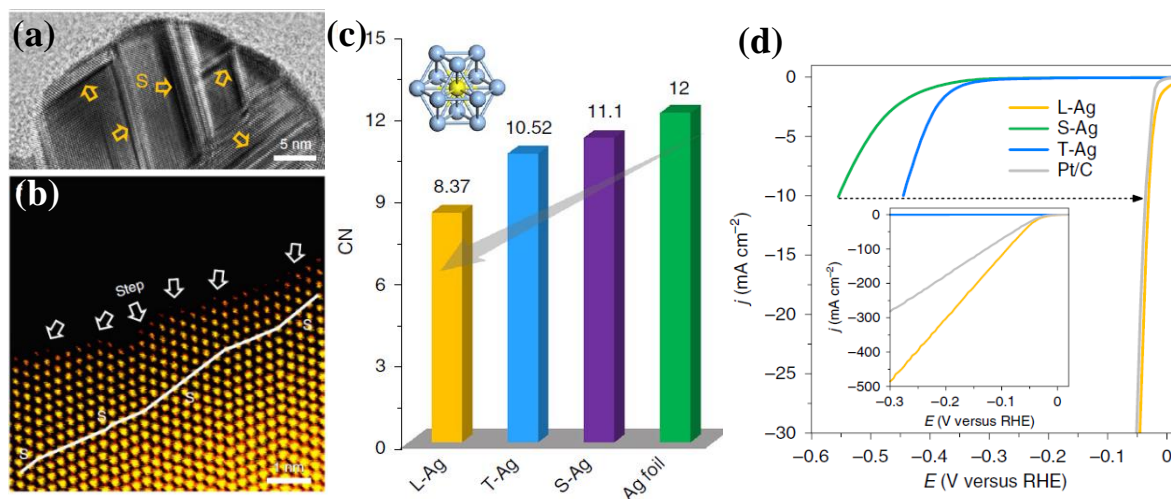 (a)
S
5 nm
(b)
Step
S
S
S
S
S
1 nm
(c)
15
12
9
6
3
0
CN
8.37
10.52
11.1
12
L-Ag
T-Ag
S-Ag
Ag foil
(d)
0
−5
−10
−15
−20
−25
−30
j (mA cm−2)
L-Ag
S-Ag
T-Ag
Pt/C
0
−100
−200
−300
−400
−500
j (mA cm−2)
−0.3
−0.2
−0.1
0
E (V versus RHE)
−0.6
−0.5
−0.4
−0.3
−0.2
−0.1
0
E (V versus RHE)